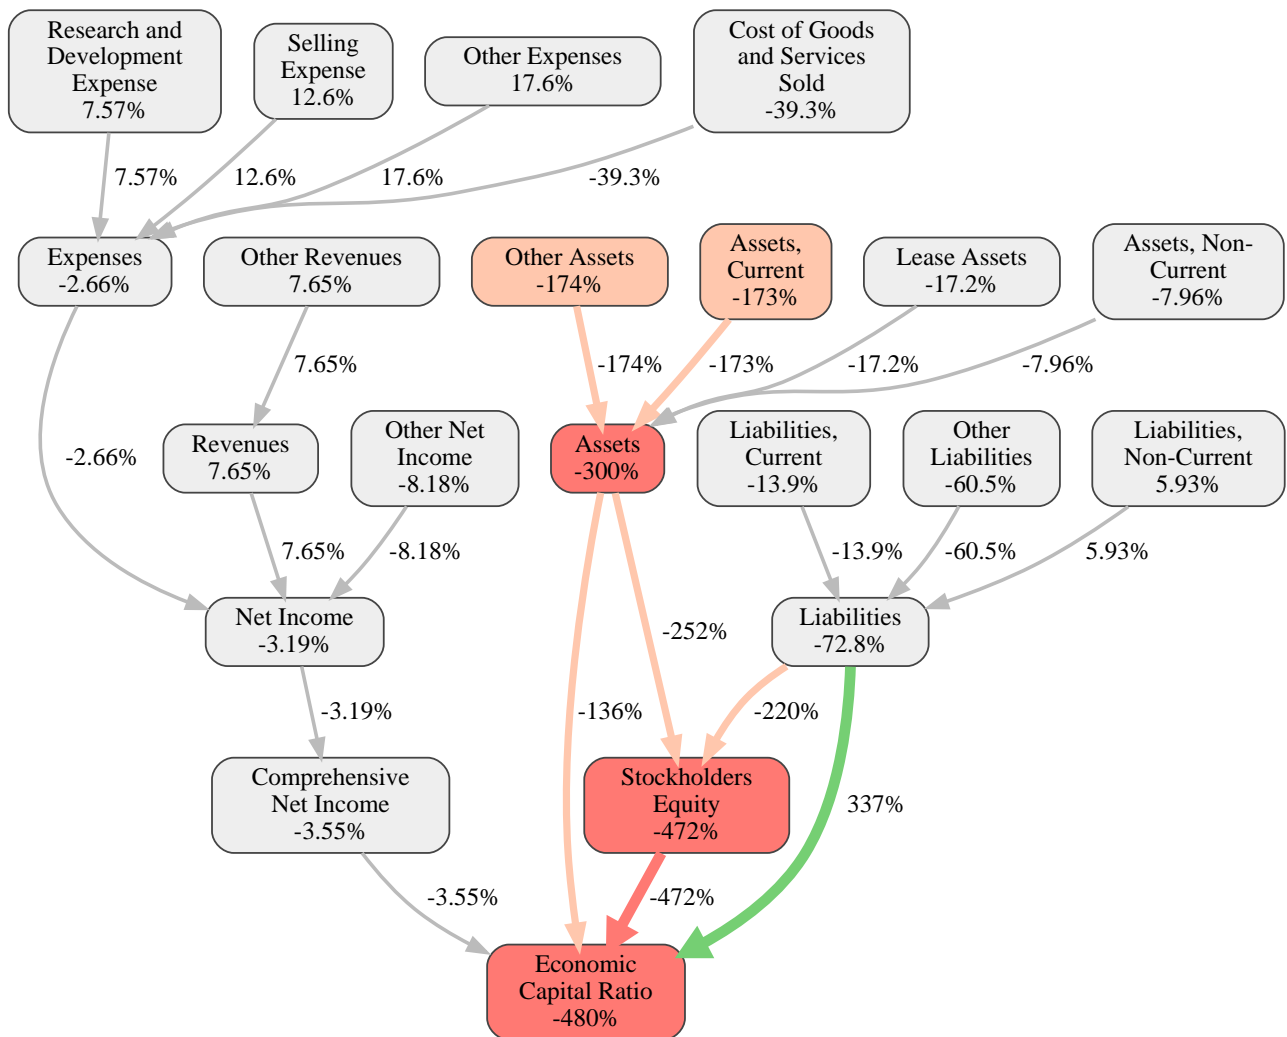 Research and
Development
Expense
7.57%
Selling
Expense
12.6%
Other Expenses
17.6%
Cost of Goods
and Services
Sold
-39.3%
7.57%
12.6%
17.6%
-39.3%
Expenses
-2.66%
Other Revenues
7.65%
Other Assets
-174%
Assets,
Current
-173%
Lease Assets
-17.2%
Assets, Non-
Current
-7.96%
7.65%
-174%
-173%
-17.2%
-7.96%
-2.66%
Revenues
7.65%
Other Net
Income
-8.18%
Assets
-300%
Liabilities,
Current
-13.9%
Other
Liabilities
-60.5%
Liabilities,
Non-Current
5.93%
7.65%
-8.18%
-13.9%
-60.5%
5.93%
Net Income
-3.19%
-252%
Liabilities
-72.8%
-3.19%
-136%
-220%
Comprehensive
Net Income
-3.55%
Stockholders
Equity
-472%
337%
-3.55%
-472%
Economic
Capital Ratio
-480%